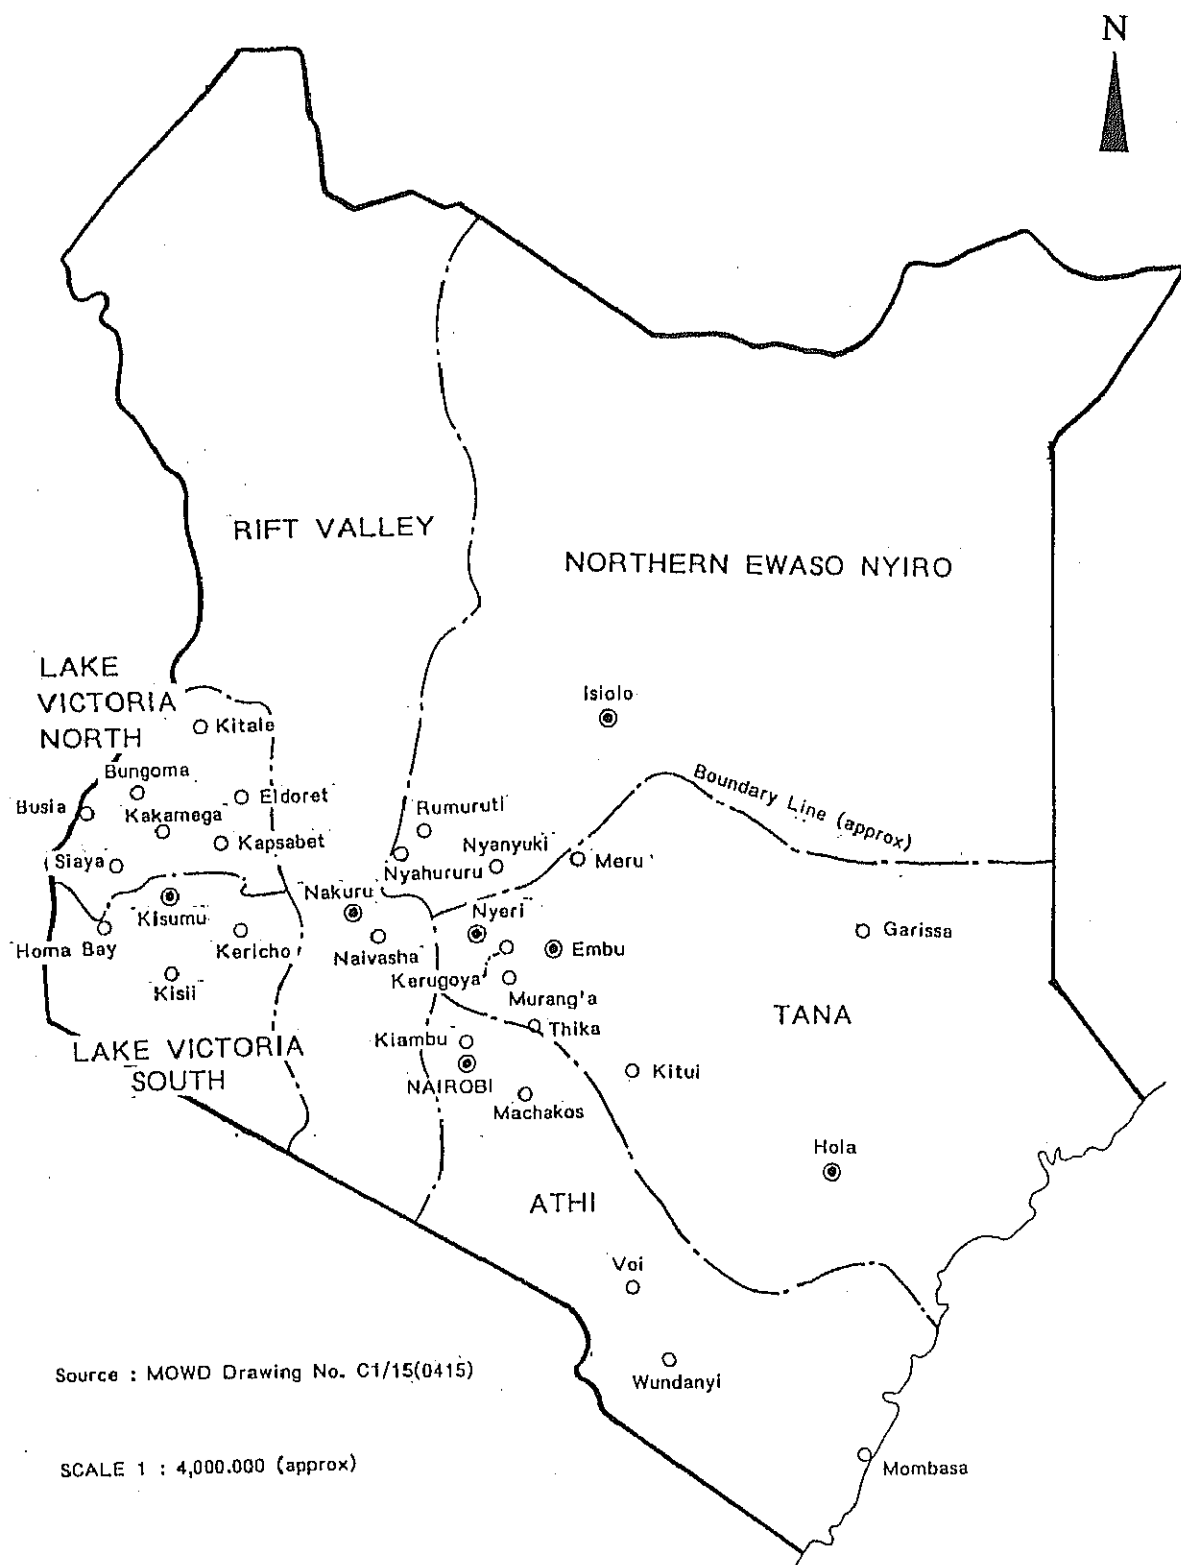 N
RIFT VALLEY
NORTHERN EWASO NYIRO
LAKE
VICTORIA
NORTH
Isiolo
Kitale
Bungoma
Boundary Line (approx)
Busia
Eldoret
Kakamega
Rumuruti
Kapsabet
Nyanyuki
Meru
Siaya
Nyahururu
Nakuru
Kisumu
Nyeri
Garissa
Homa Bay
Kericho
Naivasha
Embu
Kerugoya
Kisii
Murang'a
TANA
Thika
Kiambu
LAKE VICTORIA
SOUTH
Kitui
NAIROBI
Machakos
Hola
ATHI
Voi
Source : MOWD Drawing No. C1/15(0415)
Wundanyi
SCALE 1 : 4,000.000 (approx)
Mombasa